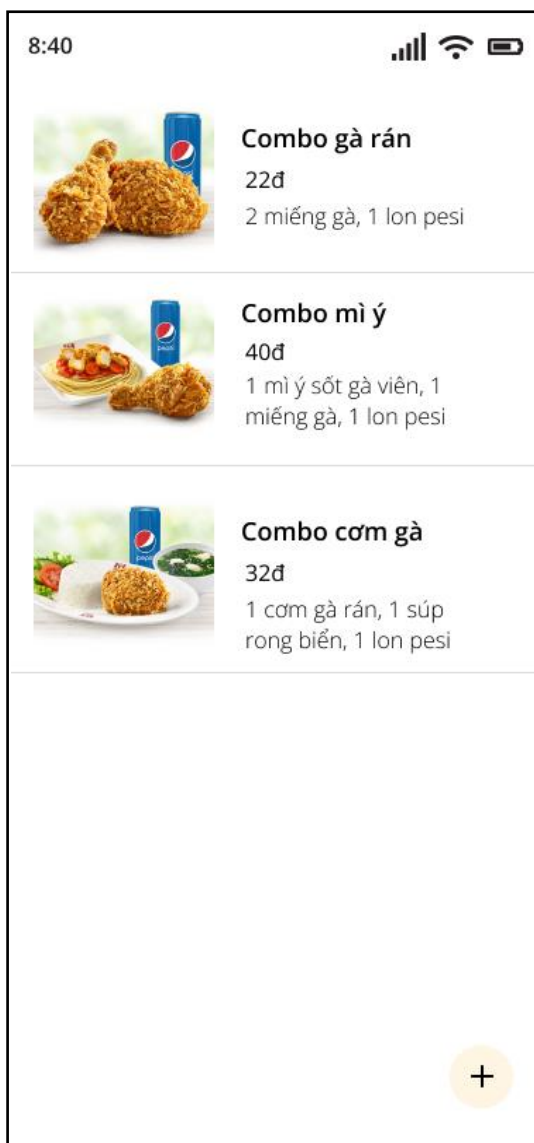 8:40
Combo gà rán
22đ
2 miếng gà, 1 lon pesi
pepsi
Combo mì ý
40đ
1 mì ý sốt gà viên, 1
miếng gà, 1 lon pesi
pepsi
Combo cơm gà
32đ
1 cơm gà rán, 1 súp
rong biển, 1 lon pesi
+